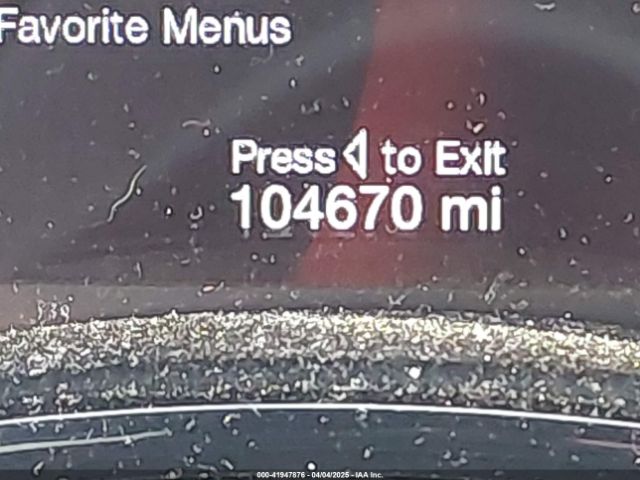 Favorite Menus
Press ◁ to Exit
104670 mi
000-41947876 - 04/04/2025 - IAA Inc.